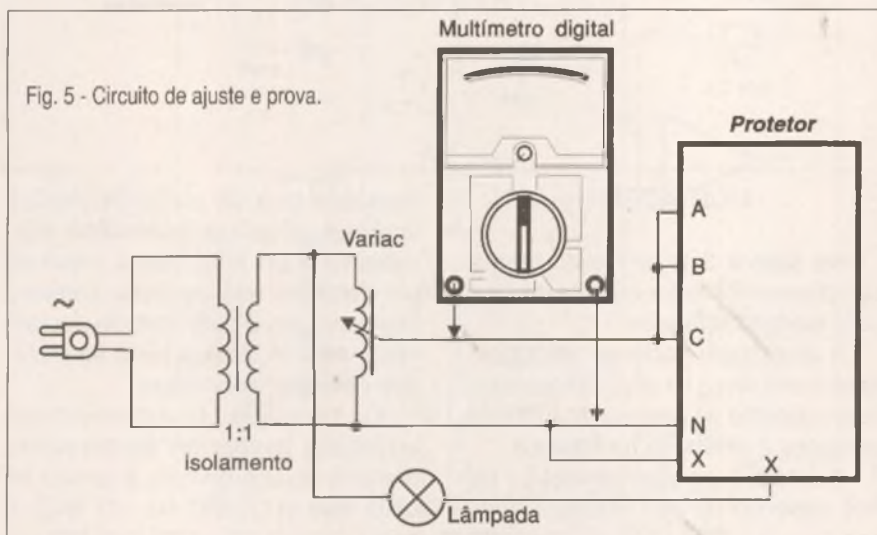 Multímetro digital
Fig. 5 - Circuito de ajuste e prova.
Protetor
A
Variac
B
~
C
N
1:1
isolamento
X
X
Lâmpada